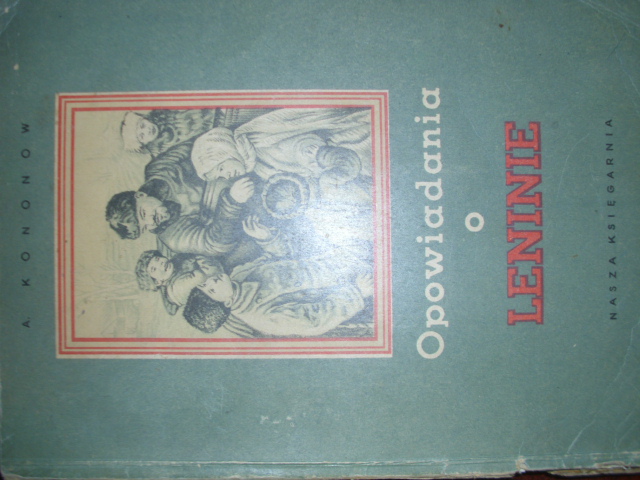 A. KONONOW
Opowiadania
o
LENINIE
NASZA KSIĘGARNIA